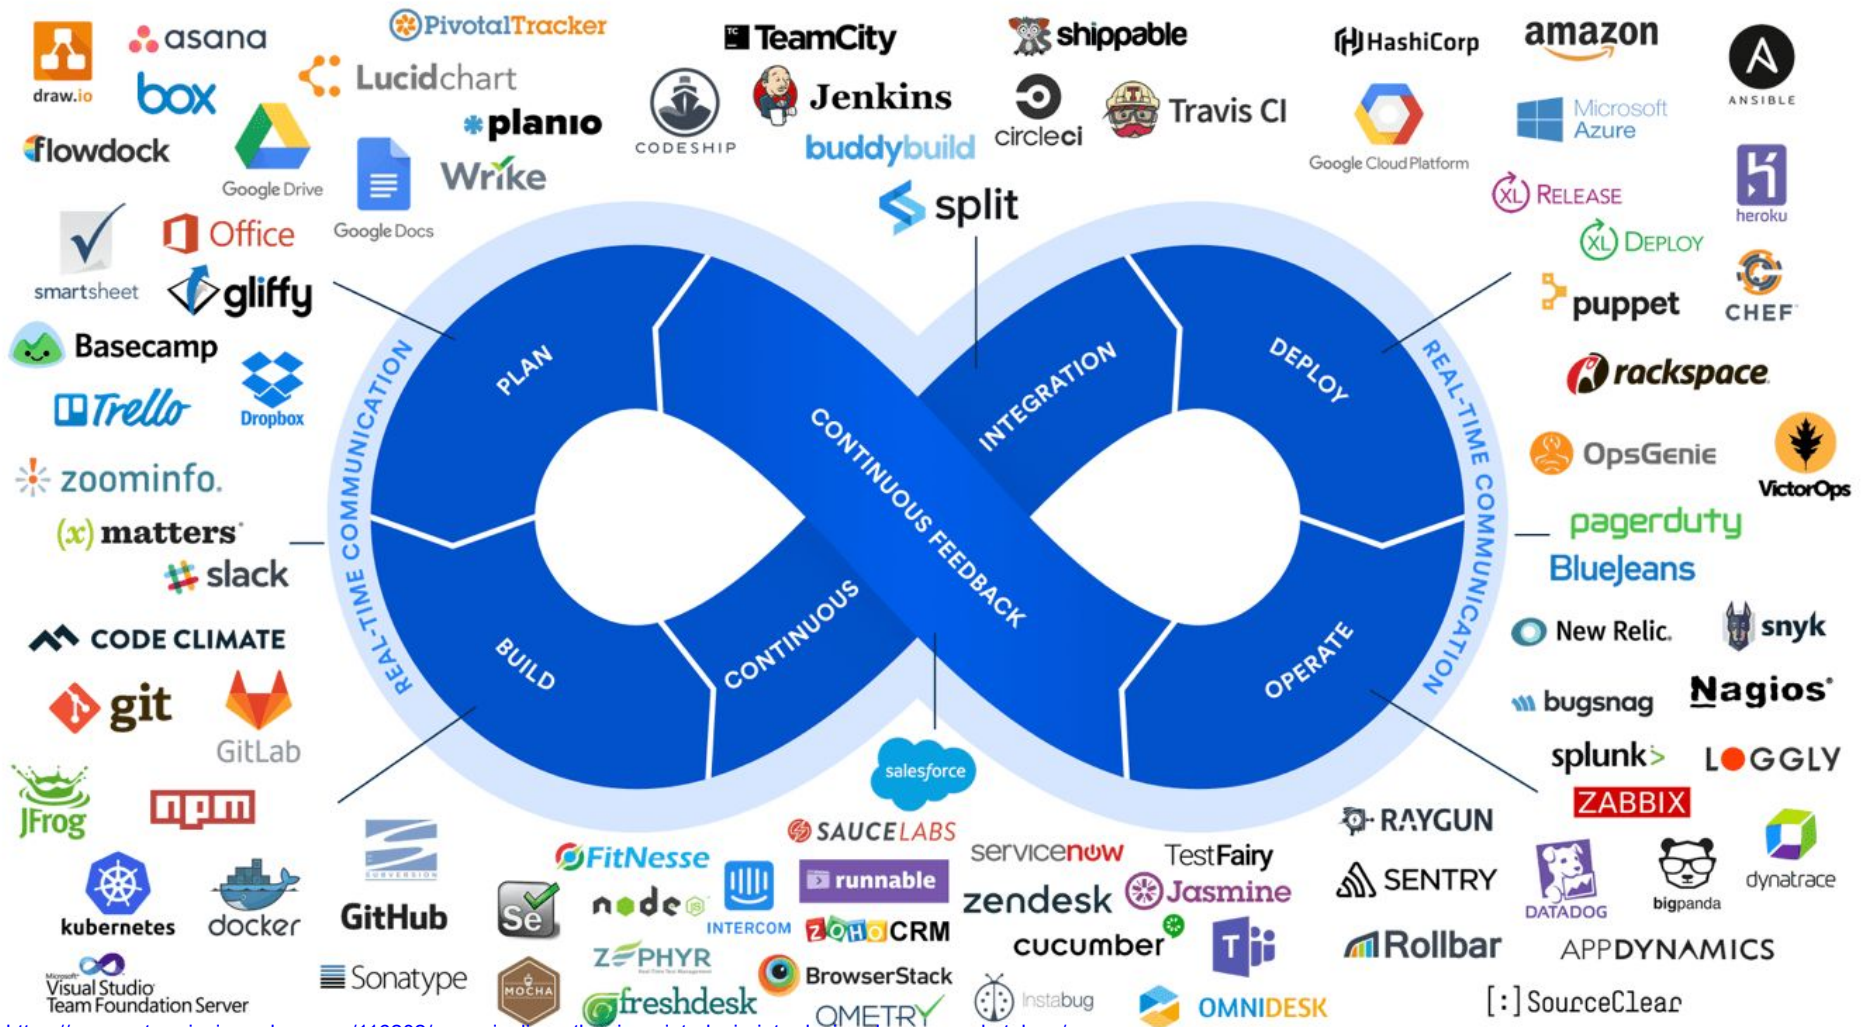 draw.io
asana
PivotalTracker
box
Lucidchart
planio
flowdock
Google Drive
Google Docs
Wrike
smartsheet
Office
gliffy
Basecamp
Trello
Dropbox
TC
TeamCity
shippable
CODESHIP
Jenkins
circleci
Travis CI
buddybuild
split
HashiCorp
amazon
ANSIBLE
Google Cloud Platform
Microsoft
Azure
XL RELEASE
heroku
XL DEPLOY
puppet
CHEF
rackspace
zoominfo.
(x) matters
slack
REAL-TIME COMMUNICATION
PLAN
BUILD
CONTINUOUS
INTEGRATION
CONTINUOUS FEEDBACK
DEPLOY
OPERATE
REAL-TIME COMMUNICATION
OpsGenie
VictorOps
pagerduty
BlueJeans
CODE CLIMATE
git
GitLab
JFrog
npm
kubernetes
docker
SUBVERSION
GitHub
Microsoft
Visual Studio
Team Foundation Server
Sonatype
salesforce
SAUCELABS
FitNesse
Se
node JS
INTERCOM
runnable
servicenow
TestFairy
zendesk
Jasmine
ZOHO CRM
cucumber
T
ZEPHYR
MOCHA
freshdesk
BrowserStack
QMETRY
Instabug
OMNIDESK
New Relic.
snyk
bugsnag
Nagios®
splunk>
LOGGLY
ZABBIX
RAYGUN
SENTRY
DATADOG
bigpanda
dynatrace
Rollbar
APPDYNAMICS
[:]SourceClear